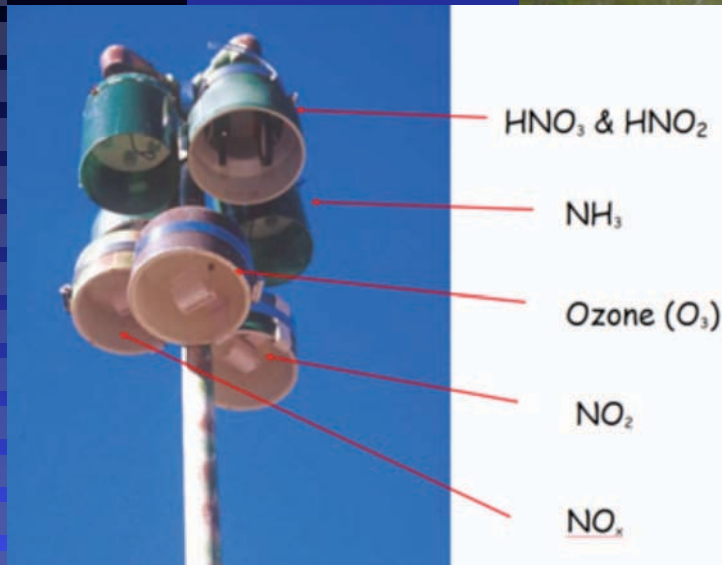 HNO₃ & HNO₂
NH₃
Ozone (O₃)
NO₂
NOₓ